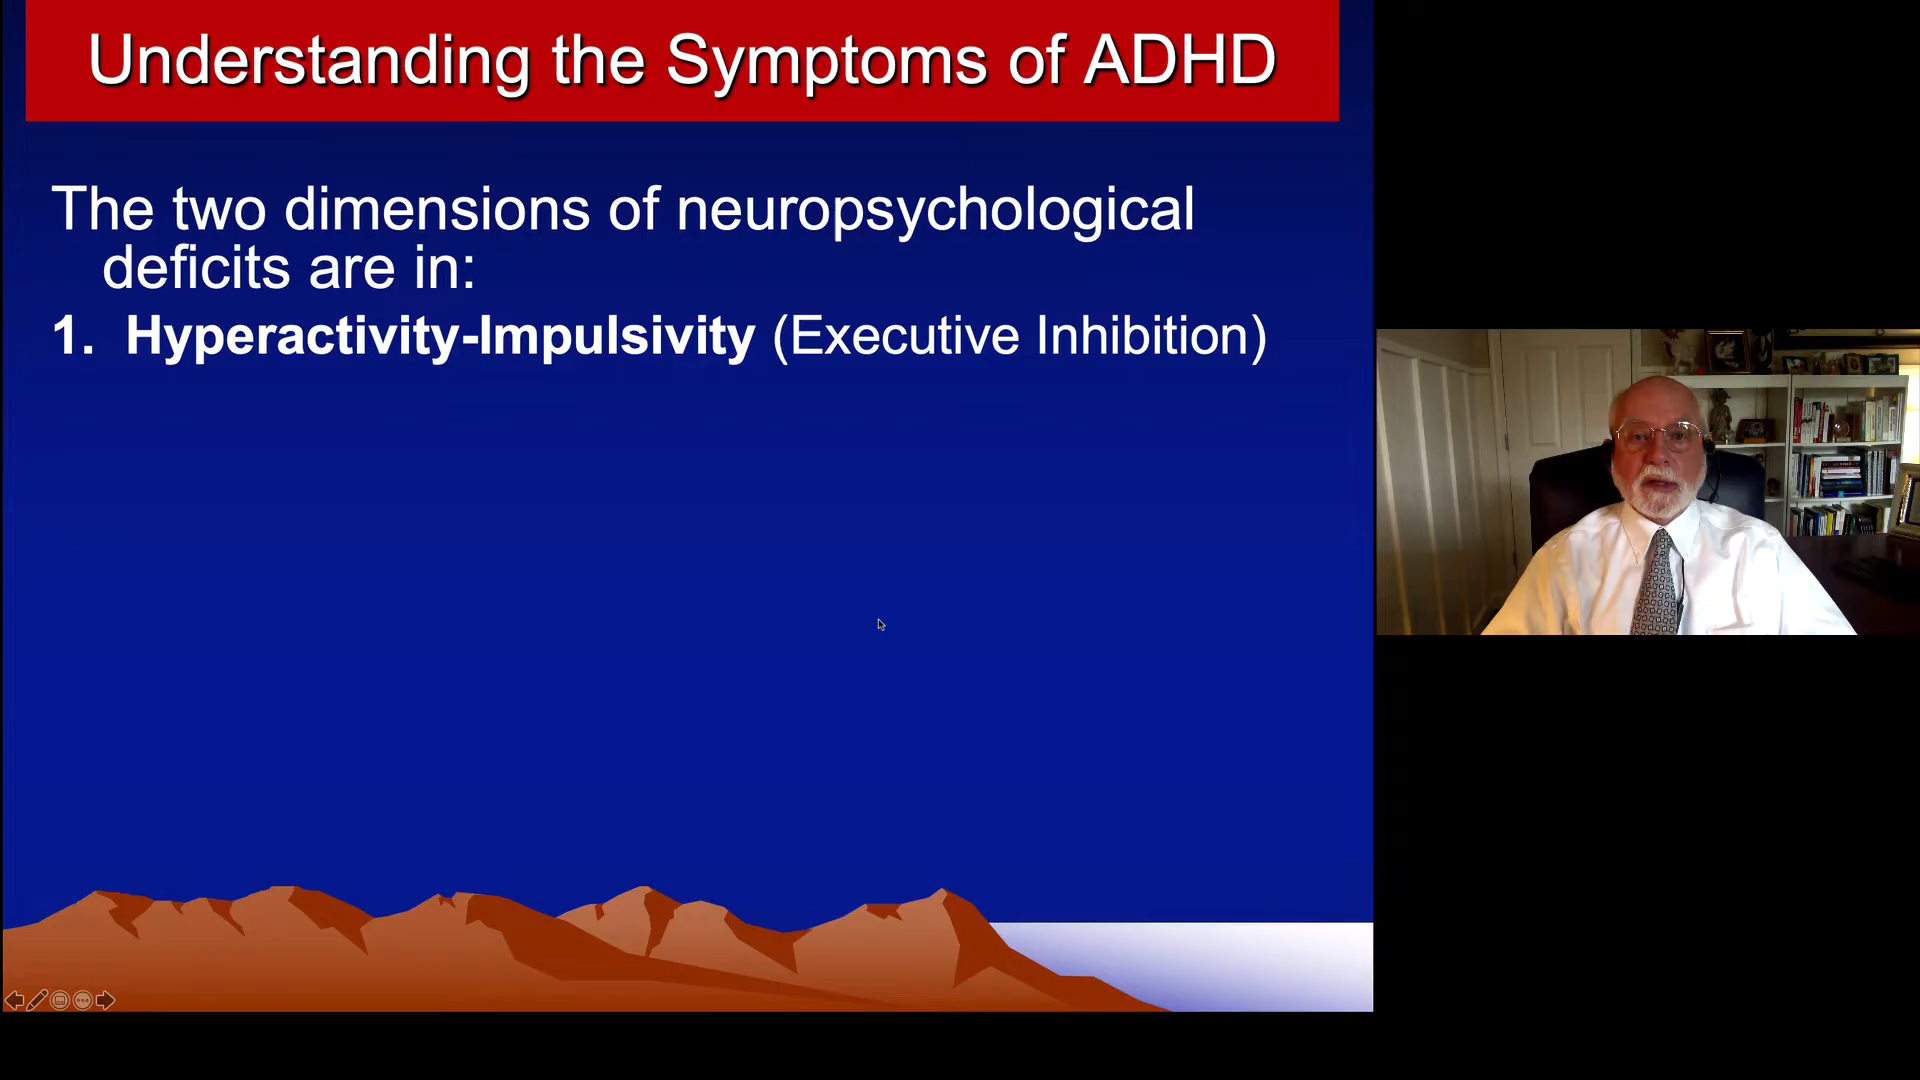 Understanding the Symptoms of ADHD
The two dimensions of neuropsychological
deficits are in:
1. Hyperactivity-Impulsivity (Executive Inhibition)